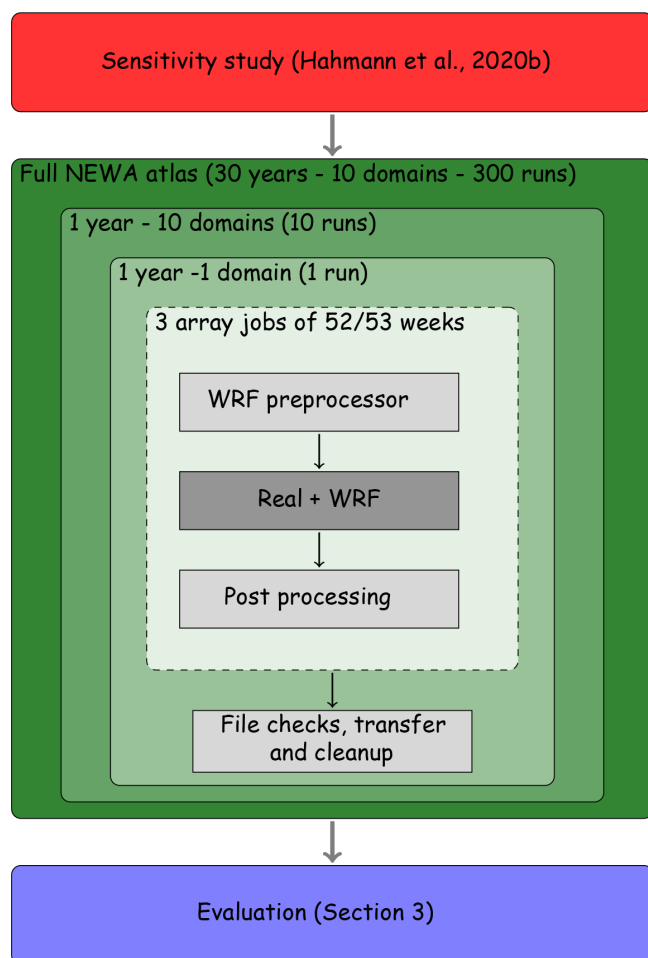 Sensitivity study (Hahmann et al., 2020b)
Full NEWA atlas (30 years - 10 domains - 300 runs)
1 year - 10 domains (10 runs)
1 year -1 domain (1 run)
3 array jobs of 52/53 weeks
WRF preprocessor
Real + WRF
Post processing
File checks, transfer
and cleanup
Evaluation (Section 3)